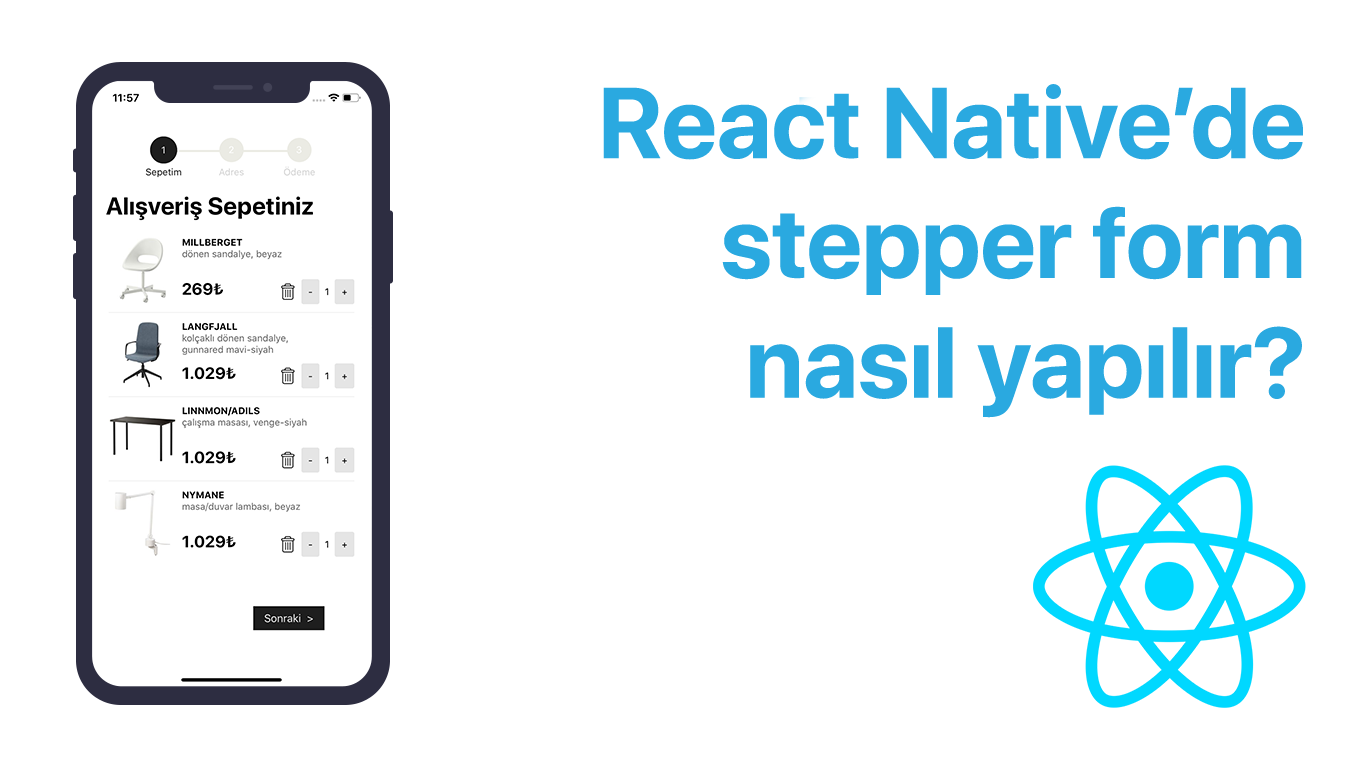 11:57
1 2 3
Sepetim Adres Ödeme
Alışveriş Sepetiniz
MILLBERGET
dönen sandalye, beyaz
269₺ - 1 +
LANGFJALL
kolçaklı dönen sandalye,
gunnared mavi-siyah
1.029₺ - 1 +
LINNMON/ADILS
çalışma masası, venge-siyah
1.029₺ - 1 +
NYMANE
masa/duvar lambası, beyaz
1.029₺ - 1 +
Sonraki >
React Native’de
stepper form
nasıl yapılır?